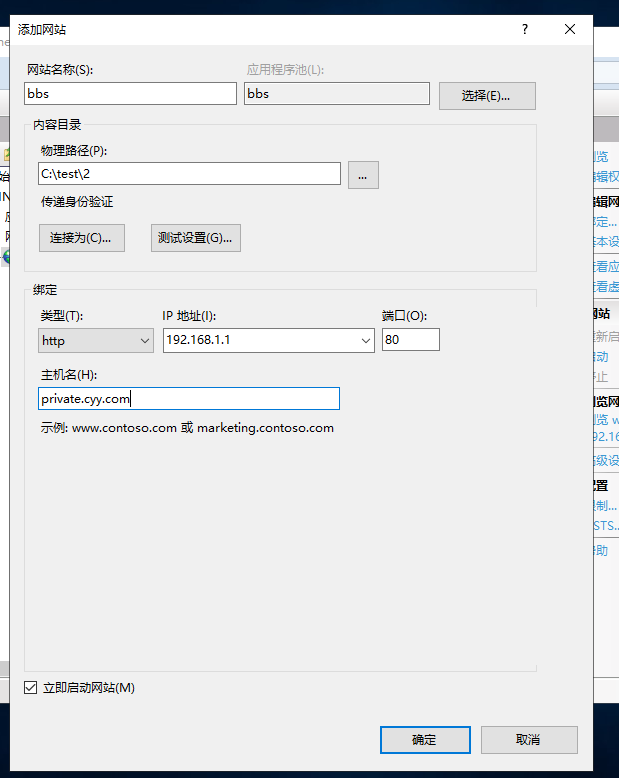 添加网站
?
网站名称(S):
应用程序池(L):
bbs
bbs
选择(E)...
内容目录
物理路径(P):
C:\test\2
...
传递身份验证
连接为(C)...
测试设置(G)...
绑定
类型(T):
IP 地址(I):
端口(O):
http
192.168.1.1
80
主机名(H):
private.cyy.com
示例: www.contoso.com 或 marketing.contoso.com
立即启动网站(M)
确定
取消